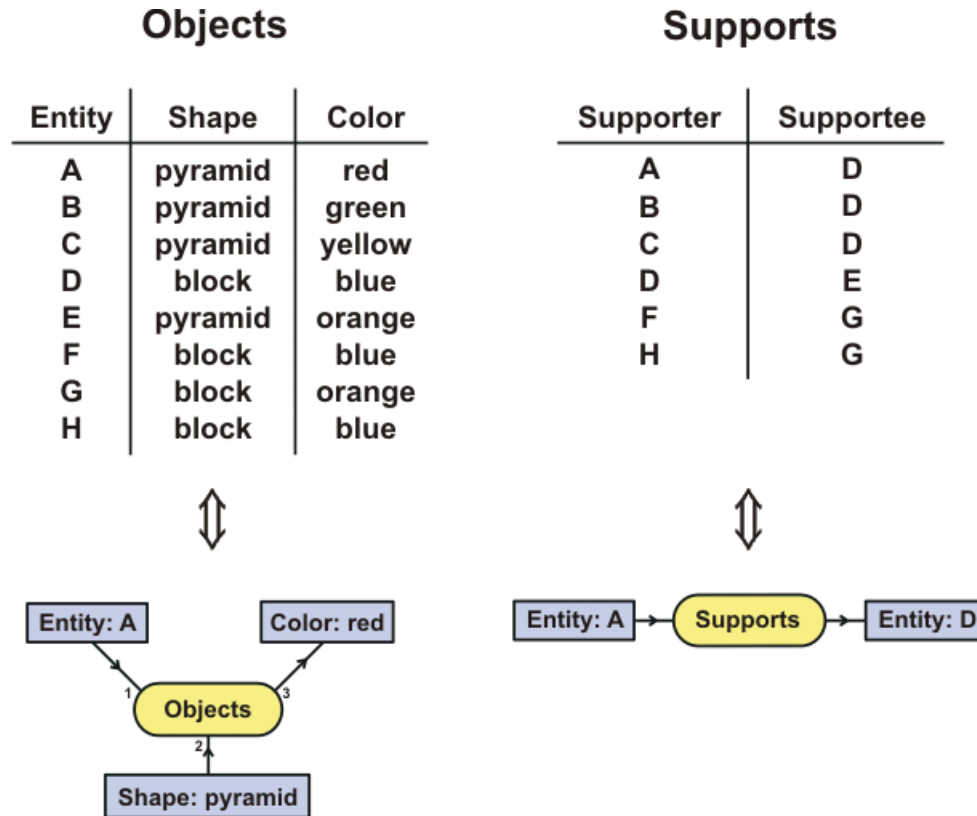 Objects
Entity Shape Color
A pyramid red
B pyramid green
C pyramid yellow
D block blue
E pyramid orange
F block blue
G block orange
H block blue
Supports
Supporter Supportee
A D
B D
C D
D E
F G
H G
Entity: A
Color: red
1
3
Objects
2
Shape: pyramid
Entity: A
Supports
Entity: D